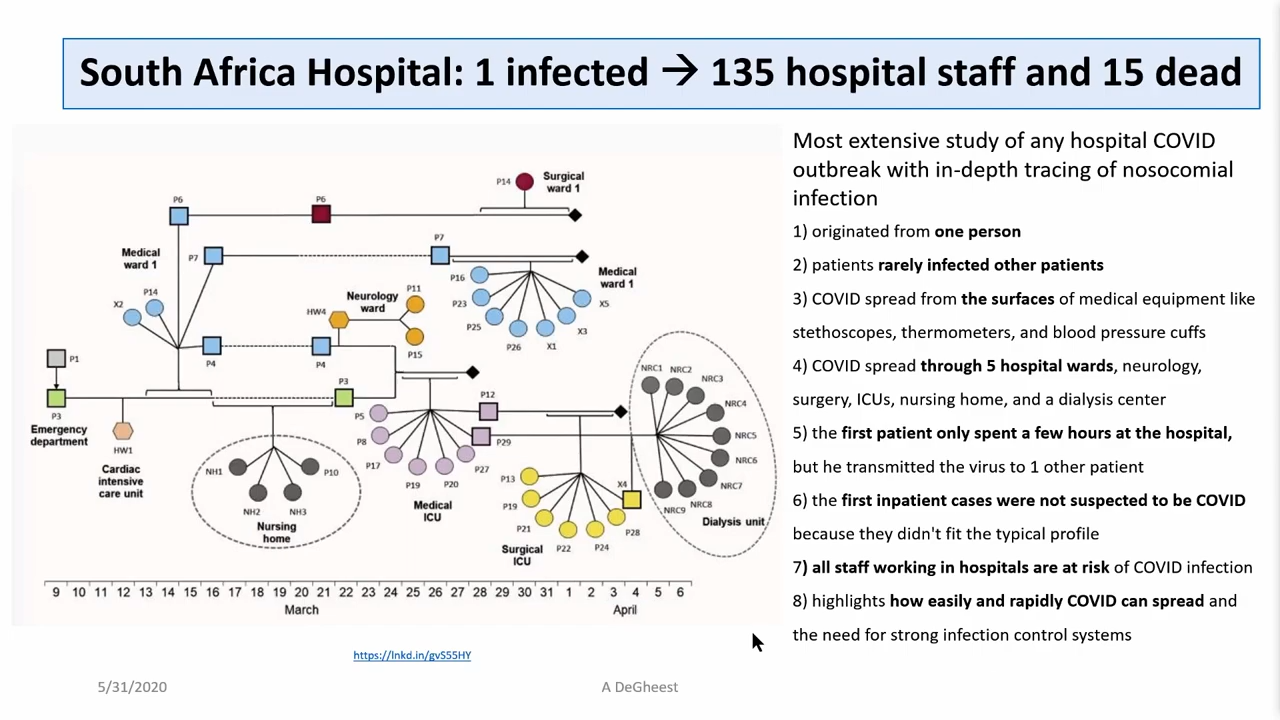 South Africa Hospital: 1 infected → 135 hospital staff and 15 dead
Most extensive study of any hospital COVID
outbreak with in-depth tracing of nosocomial
infection
1) originated from one person
2) patients rarely infected other patients
3) COVID spread from the surfaces of medical equipment like
stethoscopes, thermometers, and blood pressure cuffs
4) COVID spread through 5 hospital wards, neurology,
surgery, ICUs, nursing home, and a dialysis center
5) the first patient only spent a few hours at the hospital,
but he transmitted the virus to 1 other patient
6) the first inpatient cases were not suspected to be COVID
because they didn't fit the typical profile
7) all staff working in hospitals are at risk of COVID infection
8) highlights how easily and rapidly COVID can spread and
the need for strong infection control systems
P14
Surgical
ward 1
P6
P6
Medical
ward 1
P7
P7
P16
P23
P25
P26
X1
X3
X5
Medical
ward 1
X2
P14
Neurology
ward
HW4
P11
P15
P4
P4
P1
P3
Emergency
department
HW1
Cardiac
intensive
care unit
P3
NH1
NH2
NH3
P10
Nursing
home
P5
P8
P17
P19
P20
P27
Medical
ICU
P12
P29
P13
P19
P21
P22
P24
P28
X4
Surgical
ICU
NRC1
NRC2
NRC3
NRC4
NRC5
NRC6
NRC7
NRC8
NRC9
Dialysis unit
9 10 11 12 13 14 15 16 17 18 19 20 21 22 23 24 25 26 27 28 29 30 31 1 2 3 4 5 6
March
April
https://lnkd.in/gvS55HY
5/31/2020
A DeGheest